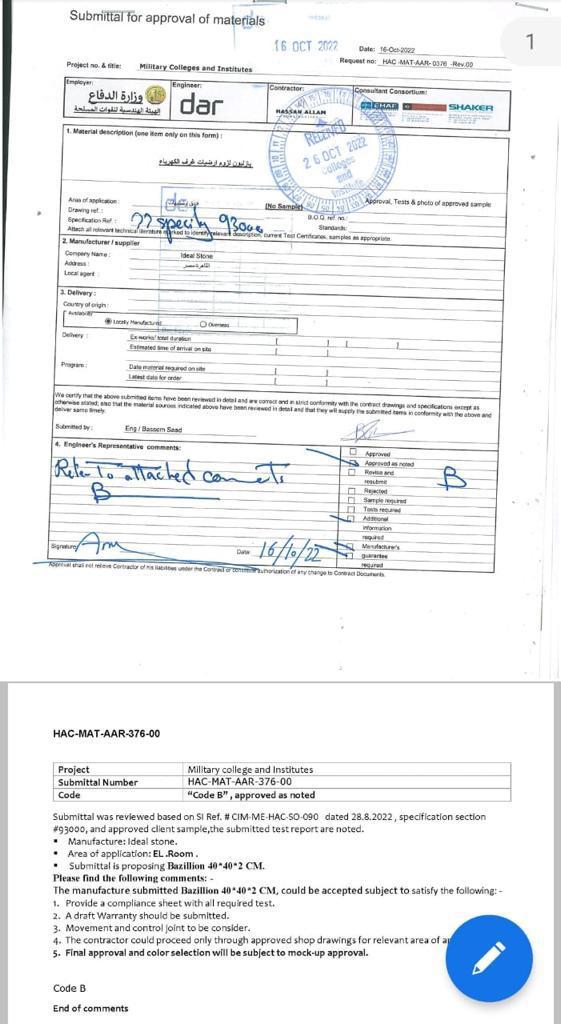 Submittal for approval of materials
16 OCT 2022
Date: 16-Oct-2022
1
Request no: HAC -MAT-AAR- 0376 -Rev.00
Project no. & title: Military Colleges and Institutes
Employer: Engineer: Contractor: Consultant Consortium:
وزارة الدفاع
الهيئة الهندسية للقوات المسلحة
dar
HASSAN ALLAM
EHAF
SHAKER
RECEIVED
26 OCT 2022
colleges
and
1. Material description (one item only on this form) :
بازليون لزوم ارضيات غرف الكهرباء
Area of application :
(No Sample)
Approval, Tests & photo of approved sample
Drawing ref. :
B.O.Q. ref no.:
Specification Ref. : ?? specify 93000
Standards:
Attach all relevant technical literature marked to identify relevant description, current Test Certificates, samples as appropriate.
2. Manufacturer / supplier
Company Name : Ideal Stone
Address :
Local agent :
3. Delivery :
Country of origin :
Availability
Locally Manufactured Overseas
Delivery : Ex-works/ total duration
Estimated time of arrival on site
Program : Date material required on site
Latest date for order
We certify that the above submitted items have been reviewed in detail and are correct and in strict conformity with the contract drawings and specifications except as
otherwise stated; also that the material sources indicated above have been reviewed in detail and that they will supply the submitted items in conformity with the above and
deliver same timely.
Submitted by : Eng / Bassem Saad
4. Engineer's Representative comments:
Refer To attached comments
B
Approved
Approved as noted
Revise and
resubmit
Rejected
Sample required
Tests required
Additional
information
required
Manufacture's
guarantee
required
B
Signature
Date 16/10/22
Approval shall not relieve Contractor of his liabilities under the Contract or constitute authorization of any change to Contract Documents.
HAC-MAT-AAR-376-00
Project Military college and Institutes
Submittal Number HAC-MAT-AAR-376-00
Code "Code B" , approved as noted
Submittal was reviewed based on SI Ref. # CIM-ME-HAC-SO-090 dated 28.8.2022 , specification section
#93000, and approved client sample,the submitted test report are noted.
▪ Manufacture: Ideal stone.
▪ Area of application: EL .Room .
▪ Submittal is proposing Bazillion 40*40*2 CM.
Please find the following comments: -
The manufacture submitted Bazillion 40*40*2 CM, could be accepted subject to satisfy the following: -
1. Provide a compliance sheet with all required test.
2. A draft Warranty should be submitted.
3. Movement and control joint to be consider.
4. The contractor could proceed only through approved shop drawings for relevant area of
5. Final approval and color selection will be subject to mock-up approval.
Code B
End of comments